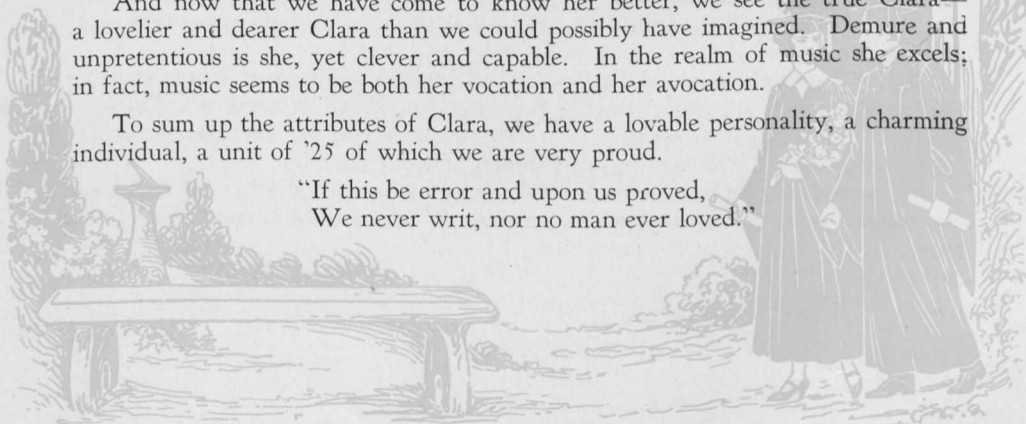 And now that we have come to know her better, we see the true Clara—
a lovelier and dearer Clara than we could possibly have imagined. Demure and
unpretentious is she, yet clever and capable. In the realm of music she excels;
in fact, music seems to be both her vocation and her avocation.
To sum up the attributes of Clara, we have a lovable personality, a charming
individual, a unit of '25 of which we are very proud.
"If this be error and upon us proved,
We never writ, nor no man ever loved."